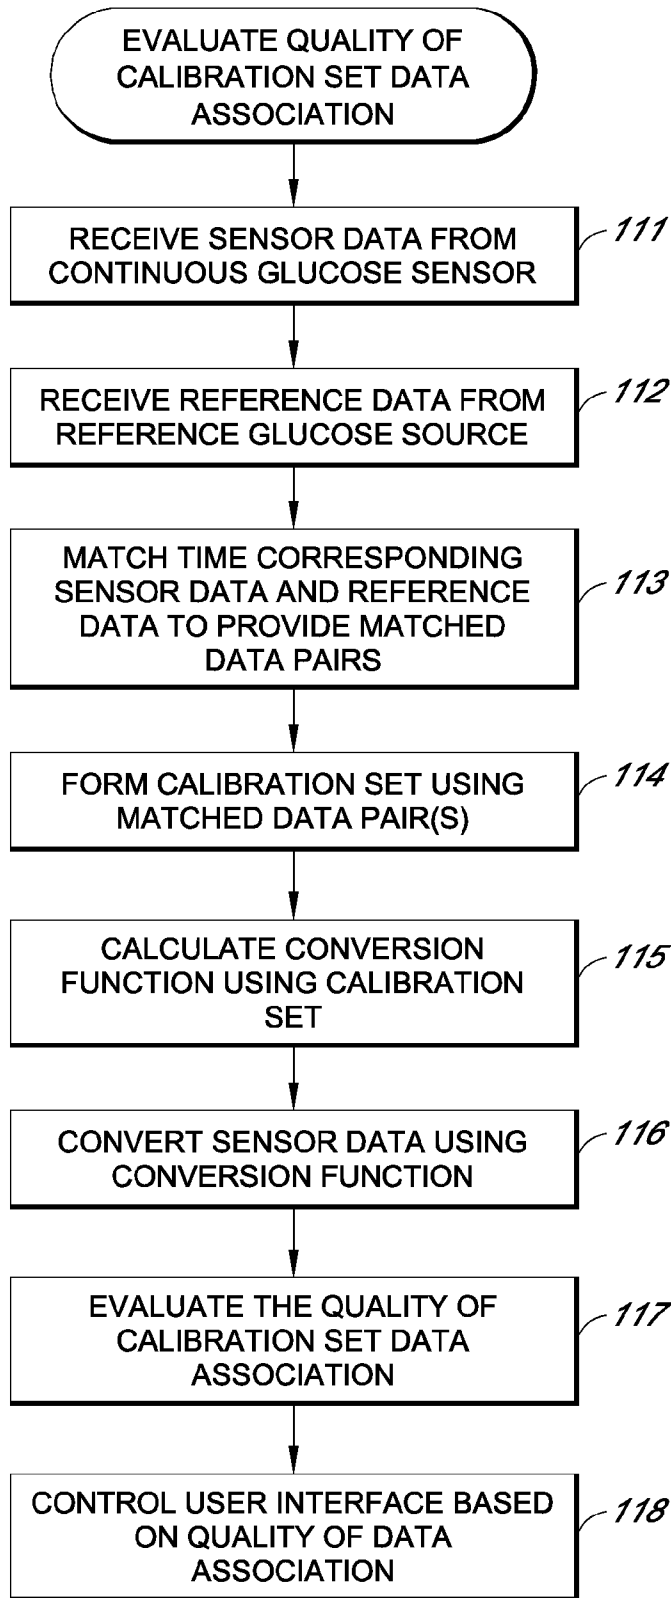 EVALUATE QUALITY OF
CALIBRATION SET DATA
ASSOCIATION
RECEIVE SENSOR DATA FROM
CONTINUOUS GLUCOSE SENSOR
111
RECEIVE REFERENCE DATA FROM
REFERENCE GLUCOSE SOURCE
112
MATCH TIME CORRESPONDING
SENSOR DATA AND REFERENCE
DATA TO PROVIDE MATCHED
DATA PAIRS
113
FORM CALIBRATION SET USING
MATCHED DATA PAIR(S)
114
CALCULATE CONVERSION
FUNCTION USING CALIBRATION
SET
115
CONVERT SENSOR DATA USING
CONVERSION FUNCTION
116
EVALUATE THE QUALITY OF
CALIBRATION SET DATA
ASSOCIATION
117
CONTROL USER INTERFACE BASED
ON QUALITY OF DATA
ASSOCIATION
118